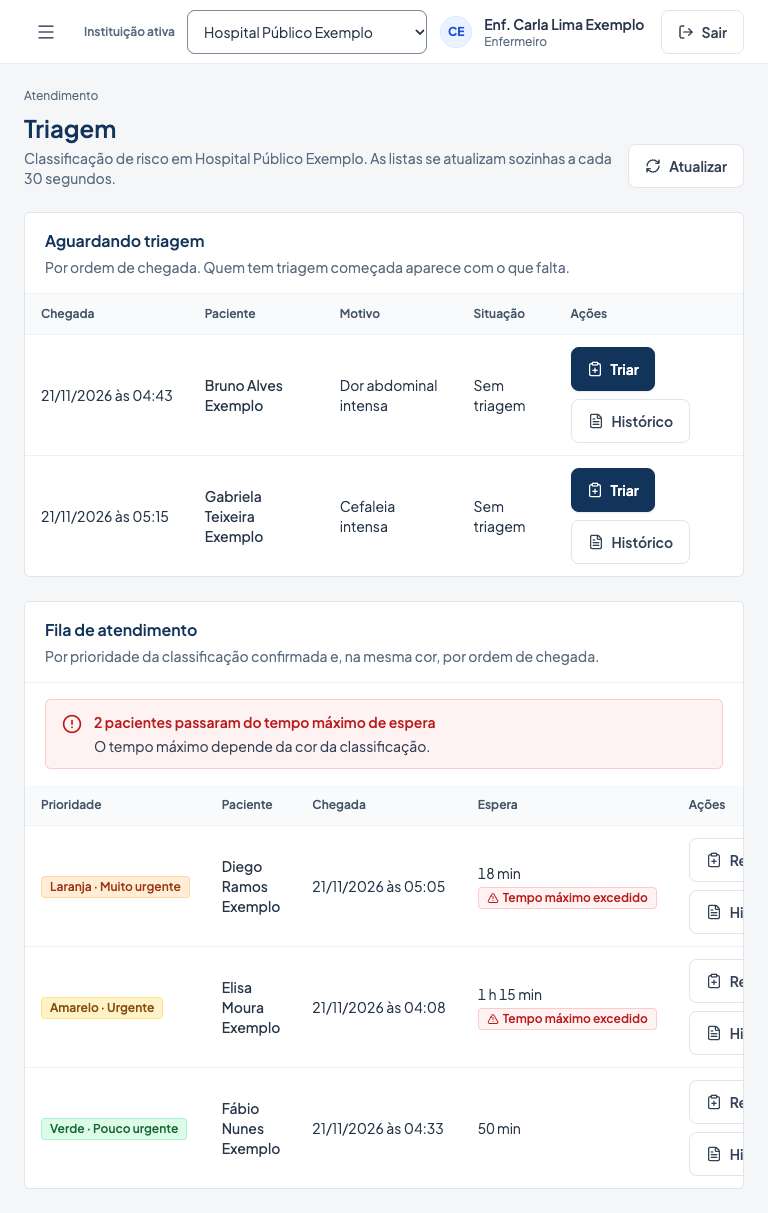 Instituição ativa
Hospital Público Exemplo
CE
Enf. Carla Lima Exemplo
Enfermeiro
Sair
Atendimento
Triagem
Classificação de risco em Hospital Público Exemplo. As listas se atualizam sozinhas a cada
30 segundos.
Atualizar
Aguardando triagem
Por ordem de chegada. Quem tem triagem começada aparece com o que falta.
Chegada Paciente Motivo Situação Ações
21/11/2026 às 04:43
Bruno Alves
Exemplo
Dor abdominal
intensa
Sem
triagem
Triar
Histórico
21/11/2026 às 05:15
Gabriela
Teixeira
Exemplo
Cefaleia
intensa
Sem
triagem
Triar
Histórico
Fila de atendimento
Por prioridade da classificação confirmada e, na mesma cor, por ordem de chegada.
2 pacientes passaram do tempo máximo de espera
O tempo máximo depende da cor da classificação.
Prioridade Paciente Chegada Espera Ações
Laranja · Muito urgente
Diego
Ramos
Exemplo
21/11/2026 às 05:05
18 min
Tempo máximo excedido
Re
Hi
Amarelo · Urgente
Elisa
Moura
Exemplo
21/11/2026 às 04:08
1 h 15 min
Tempo máximo excedido
Re
Hi
Verde · Pouco urgente
Fábio
Nunes
Exemplo
21/11/2026 às 04:33
50 min
Re
Hi